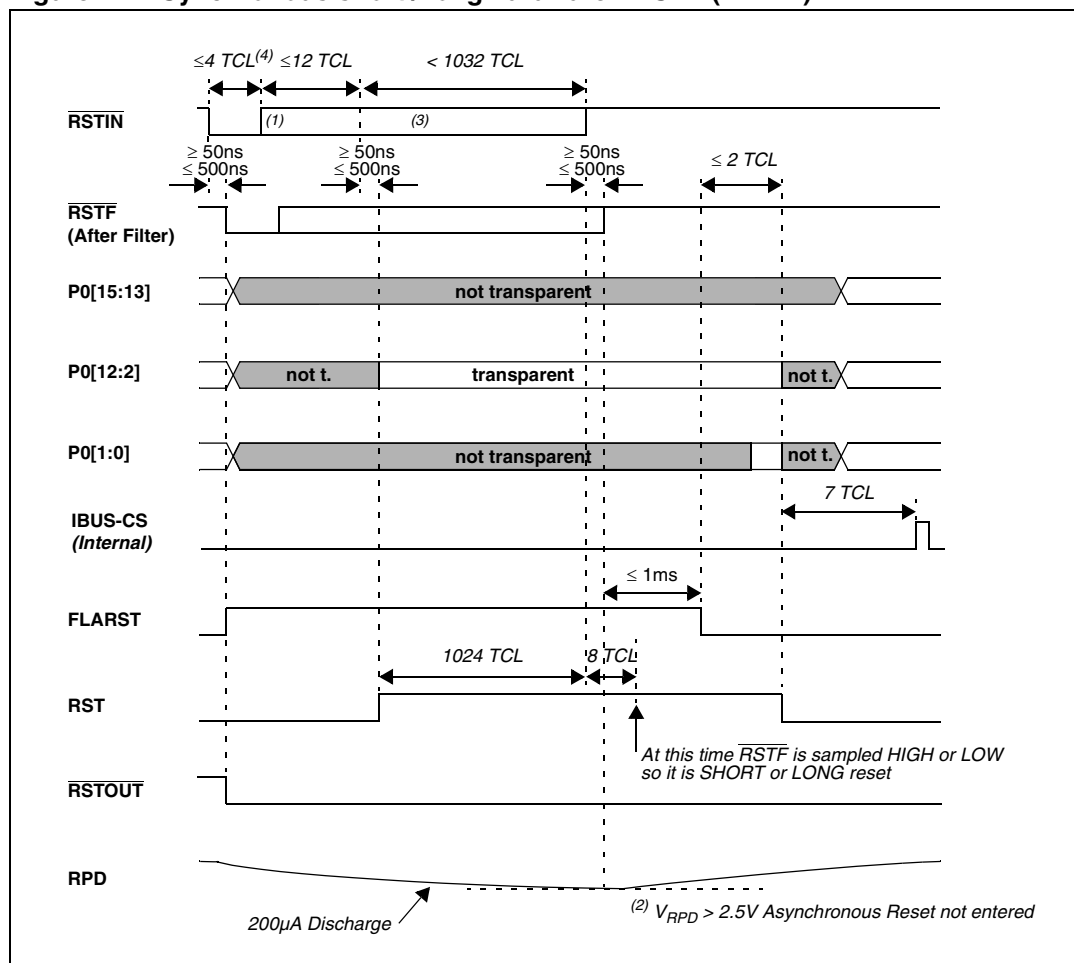 ≤4 TCL(4) ≤12 TCL < 1032 TCL
RSTIN
(1) (3)
≥ 50ns ≥ 50ns ≥ 50ns
≤ 500ns ≤ 500ns ≤ 500ns
≤ 2 TCL
RSTF
(After Filter)
P0[15:13]
not transparent
P0[12:2]
not t. transparent not t.
P0[1:0]
not transparent not t.
7 TCL
IBUS-CS
(Internal)
≤ 1ms
FLARST
1024 TCL 8 TCL
RST
At this time RSTF is sampled HIGH or LOW
so it is SHORT or LONG reset
RSTOUT
RPD
200µA Discharge
(2) VRPD > 2.5V Asynchronous Reset not entered